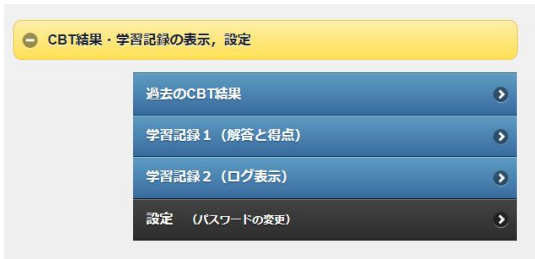 CBT結果・学習記録の表示，設定
過去のCBT結果
学習記録１（解答と得点）
学習記録２（ログ表示）
設定　（パスワードの変更）